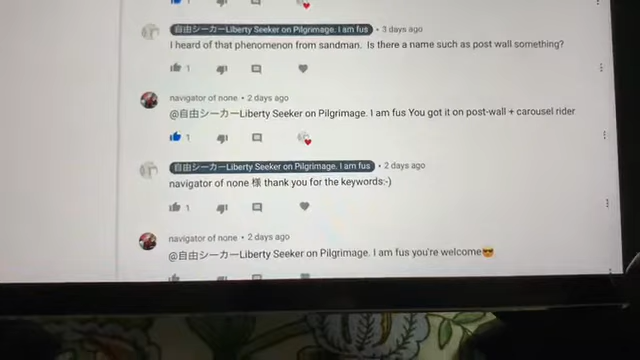 自由シーカーLiberty Seeker on Pilgrimage. I am fus • 3 days ago
I heard of that phenomenon from sandman. Is there a name such as post wall something?
1
navigator of none • 2 days ago
@自由シーカーLiberty Seeker on Pilgrimage. I am fus You got it on post-wall + carousel rider
1
自由シーカーLiberty Seeker on Pilgrimage. I am fus • 2 days ago
navigator of none 様 thank you for the keywords:-)
1
navigator of none • 2 days ago
@自由シーカーLiberty Seeker on Pilgrimage. I am fus you're welcome😎